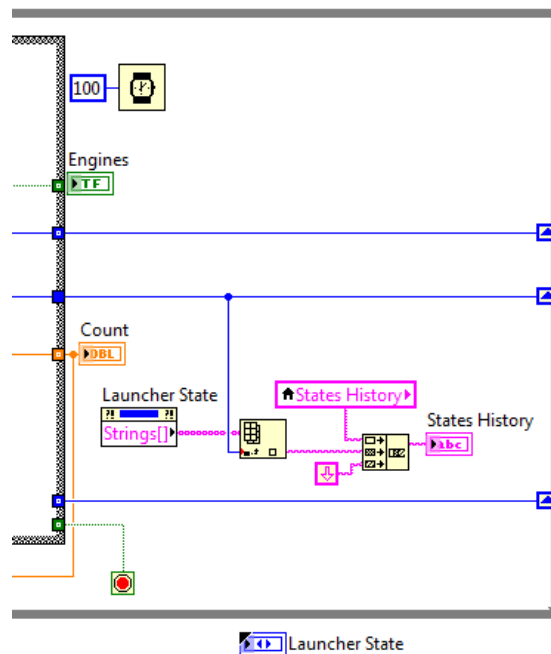 100
Engines
TF
Count
DBL
Launcher State
States History
?! ?!
Strings[]
States History
abc
Launcher State